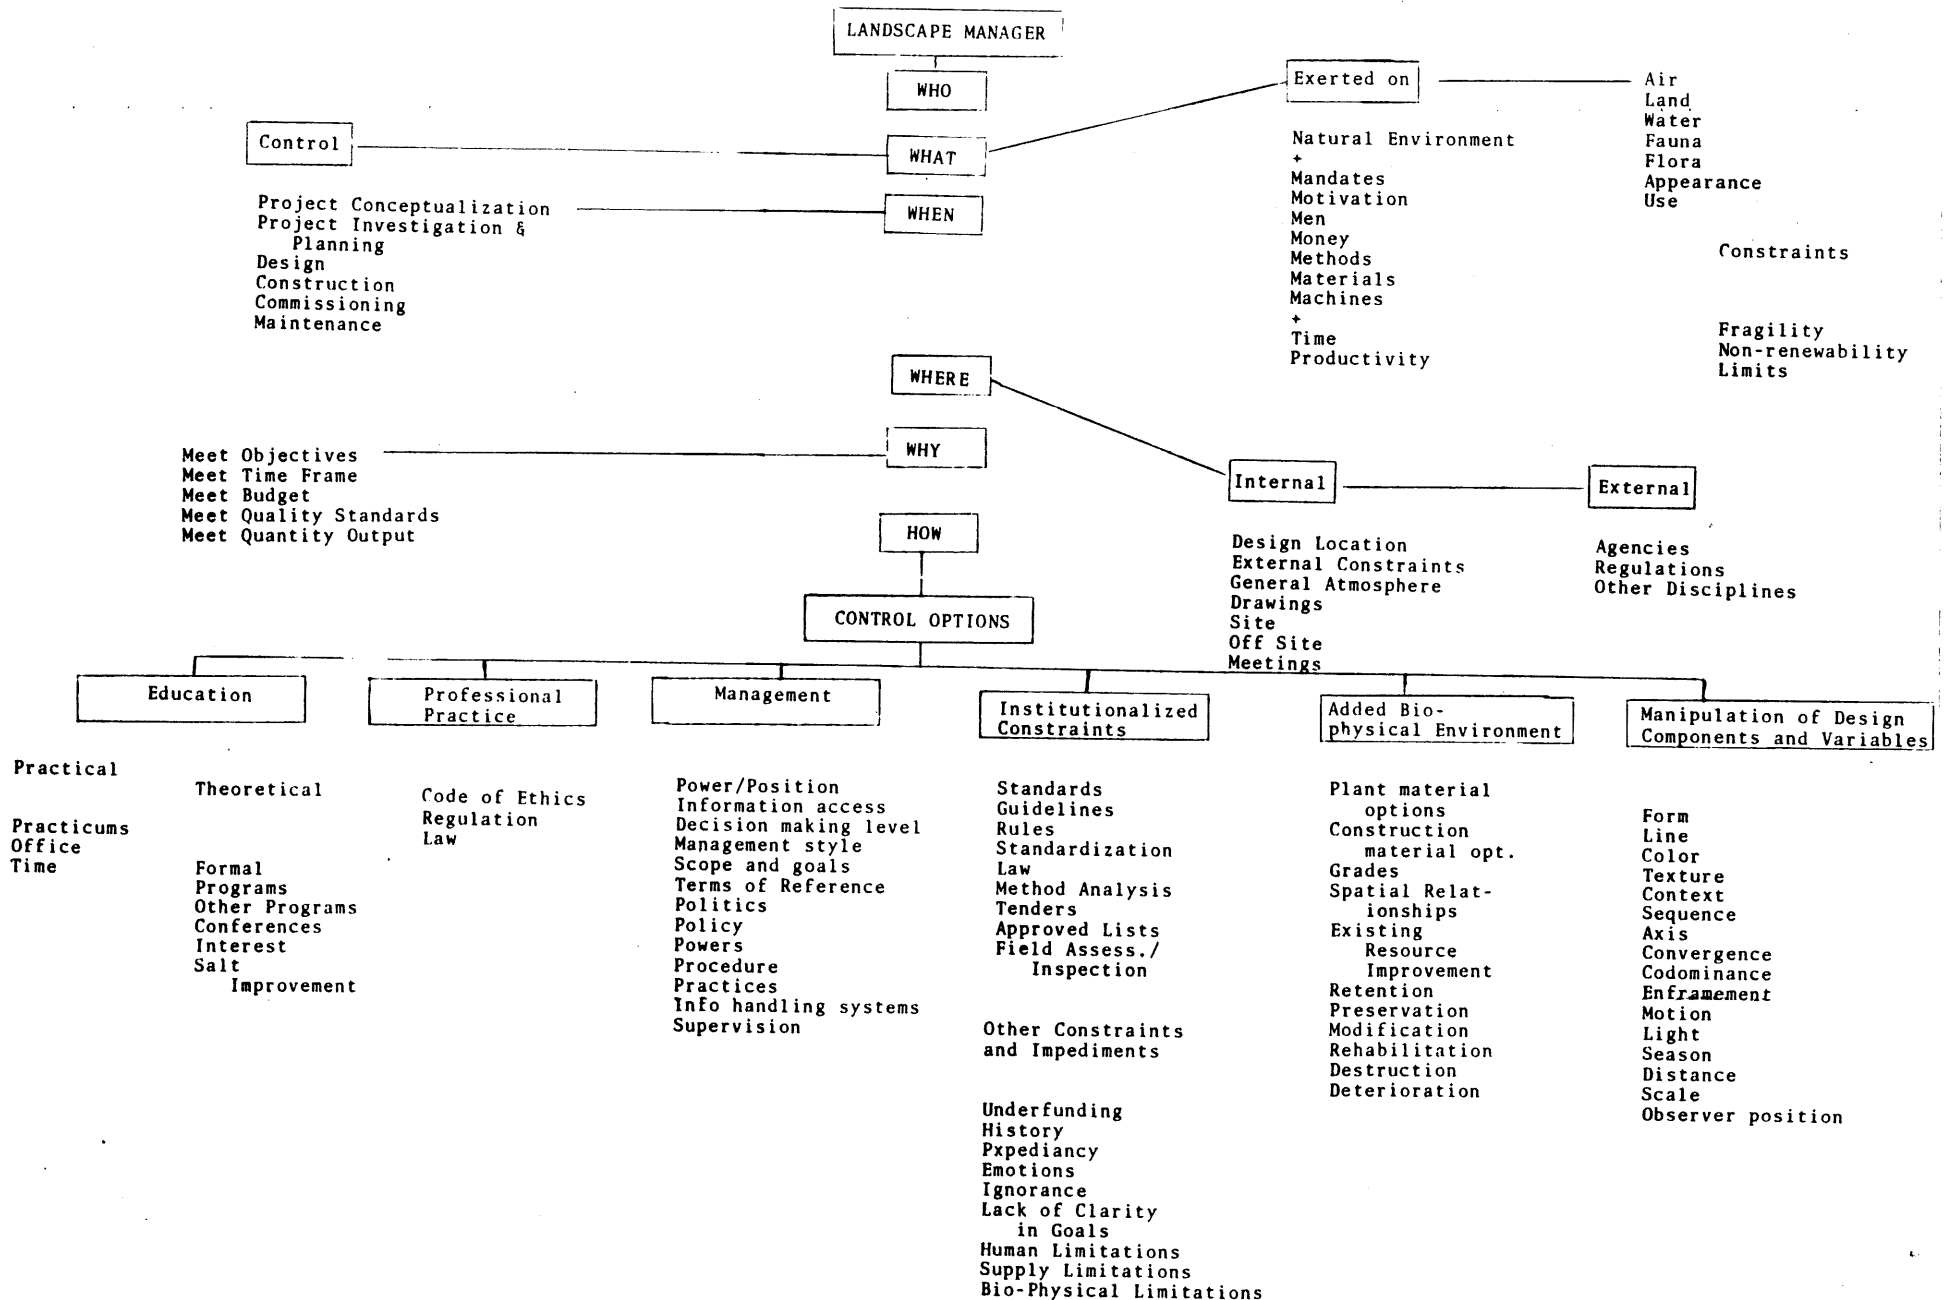 LANDSCAPE MANAGER
WHO
WHAT
WHEN
Control
Project Conceptualization
Project Investigation &
Planning
Design
Construction
Commissioning
Maintenance
Exerted on
Natural Environment
+
Mandates
Motivation
Men
Money
Methods
Materials
Machines
+
Time
Productivity
Air
Land
Water
Fauna
Flora
Appearance
Use
Constraints
Fragility
Non-renewability
Limits
WHERE
WHY
Meet Objectives
Meet Time Frame
Meet Budget
Meet Quality Standards
Meet Quantity Output
HOW
Internal
Design Location
External Constraints
General Atmosphere
Drawings
Site
Off Site
Meetings
External
Agencies
Regulations
Other Disciplines
CONTROL OPTIONS
Education
Practical
Practicums
Office
Time
Theoretical
Formal
Programs
Other Programs
Conferences
Interest
Salt
Improvement
Professional
Practice
Code of Ethics
Regulation
Law
Management
Power/Position
Information access
Decision making level
Management style
Scope and goals
Terms of Reference
Politics
Policy
Powers
Procedure
Practices
Info handling systems
Supervision
Institutionalized
Constraints
Standards
Guidelines
Rules
Standardization
Law
Method Analysis
Tenders
Approved Lists
Field Assess./
Inspection
Other Constraints
and Impediments
Underfunding
History
Pxpediancy
Emotions
Ignorance
Lack of Clarity
in Goals
Human Limitations
Supply Limitations
Bio-Physical Limitations
Added Bio-
physical Environment
Plant material
options
Construction
material opt.
Grades
Spatial Relat-
ionships
Existing
Resource
Improvement
Retention
Preservation
Modification
Rehabilitation
Destruction
Deterioration
Manipulation of Design
Components and Variables
Form
Line
Color
Texture
Context
Sequence
Axis
Convergence
Codominance
Enframement
Motion
Light
Season
Distance
Scale
Observer position